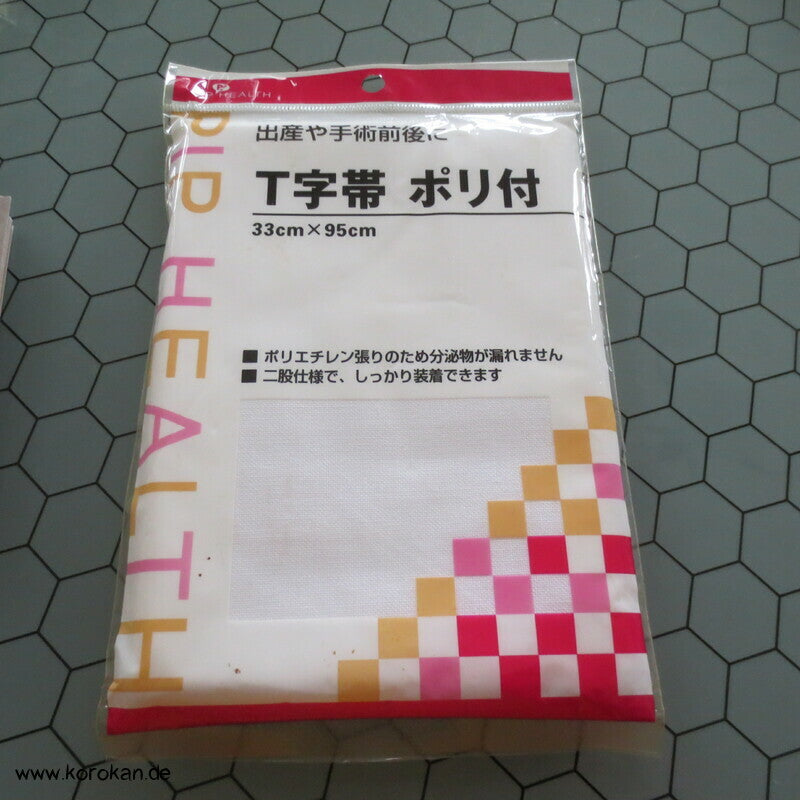 P HEALTH
出産や手術前後に
T字帯 ポリ付
33cm×95cm
■ ポリエチレン張りのため分泌物が漏れません
■ 二股仕様で、しっかり装着できます
PIP HEALTH
www.korokan.de